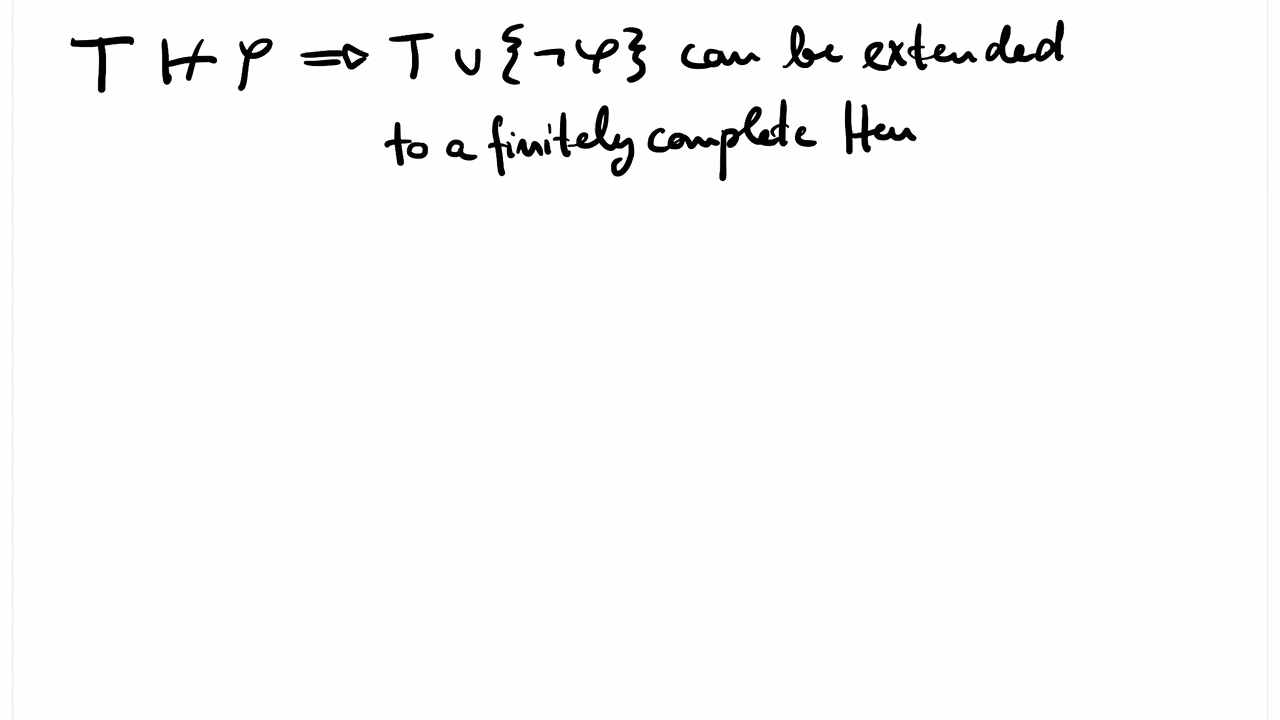 T ⊬ φ ⇒ T ∪ {¬φ} can be extended
to a finitely complete Hen